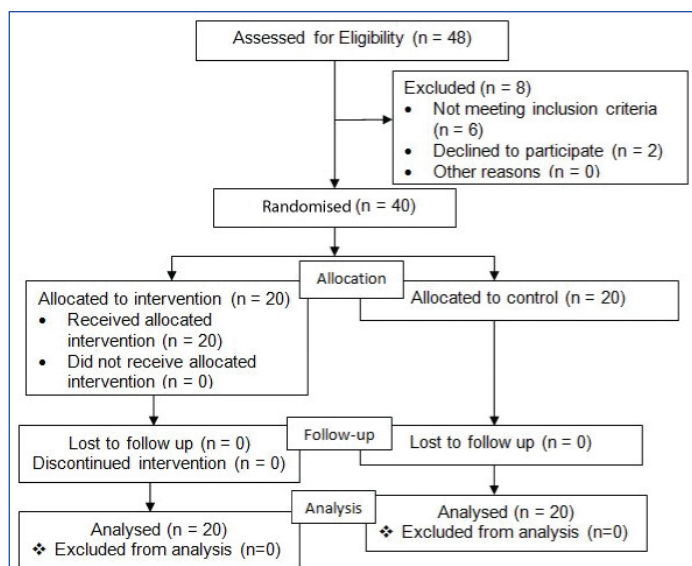 Assessed for Eligibility (n = 48)
Excluded (n = 8)
• Not meeting inclusion criteria
(n = 6)
• Declined to participate (n = 2)
• Other reasons (n = 0)
Randomised (n = 40)
Allocation
Allocated to intervention (n = 20)
• Received allocated
intervention (n = 20)
• Did not receive allocated
intervention (n = 0)
Allocated to control (n = 20)
Follow-up
Lost to follow up (n = 0)
Discontinued intervention (n = 0)
Lost to follow up (n = 0)
Analysis
Analysed (n = 20)
❖ Excluded from analysis (n=0)
Analysed (n = 20)
❖ Excluded from analysis (n=0)